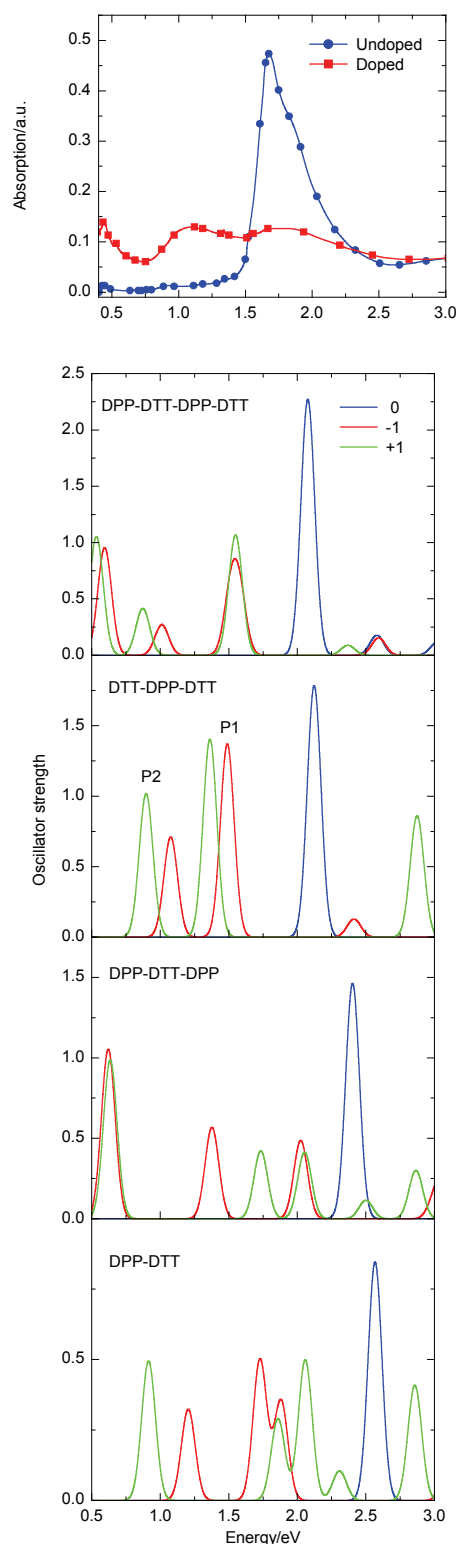 0.5
0.4
0.3
0.2
0.1
0.0
Absorption/a.u.
Undoped
Doped
0.5 1.0 1.5 2.0 2.5 3.0
2.5
2.0
1.5
1.0
0.5
0.0
DPP-DTT-DPP-DTT
0
-1
+1
1.5
1.0
0.5
0.0
DTT-DPP-DTT
P1
P2
Oscillator strength
1.5
1.0
0.5
0.0
DPP-DTT-DPP
0.5
0.0
DPP-DTT
0.5 1.0 1.5 2.0 2.5 3.0
Energy/eV